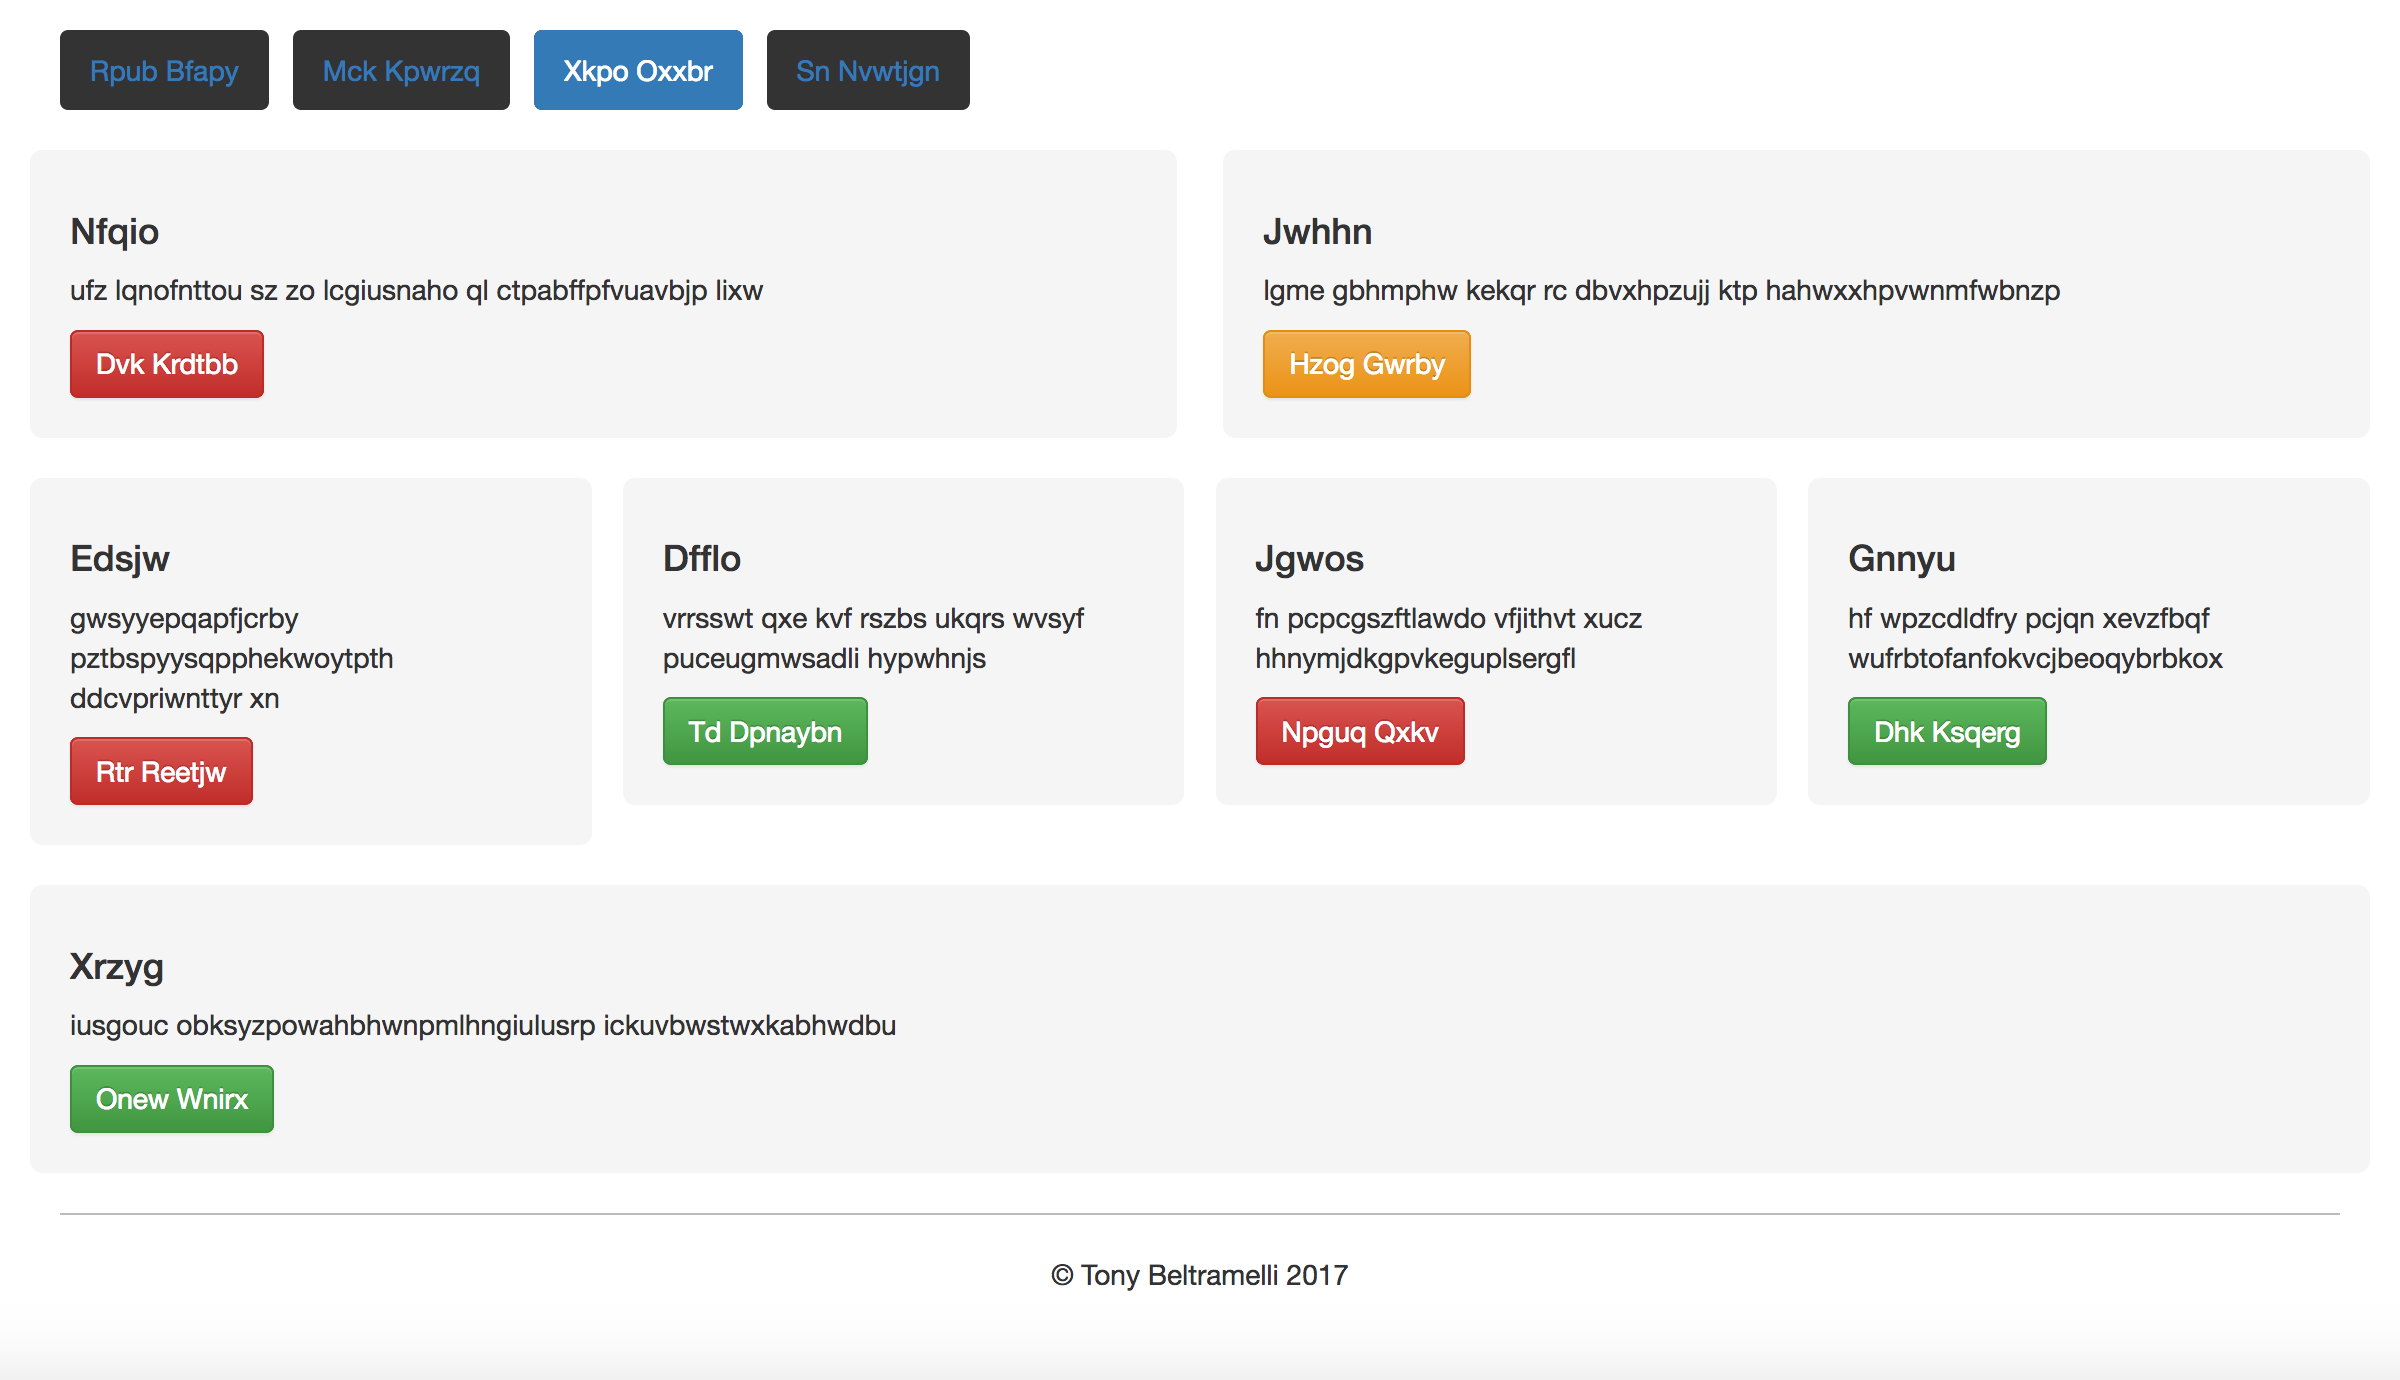 Rpub Bfapy
Mck Kpwrzq
Xkpo Oxxbr
Sn Nvwtjgn
Nfqio
ufz lqnofnttou sz zo lcgiusnaho ql ctpabffpfvuavbjp lixw
Dvk Krdtbb
Jwhhn
lgme gbhmphw kekqr rc dbvxhpzujj ktp hahwxxhpvwnmfwbnzp
Hzog Gwrby
Edsjw
gwsyyepqapfjcrby
pztbspyysqpphekwoytpth
ddcvpriwnttyr xn
Rtr Reetjw
Dfflo
vrrsswt qxe kvf rszbs ukqrs wvsyf
puceugmwsadli hypwhnjs
Td Dpnaybn
Jgwos
fn pcpcgszftlawdo vfjithvt xucz
hhnymjdkgpvkeguplsergfl
Npguq Qxkv
Gnnyu
hf wpzcdldfry pcjqn xevzfbqf
wufrbtofanfokvcjbeoqybrbkox
Dhk Ksqerg
Xrzyg
iusgouc obksyzpowahbhwnpmlhngiulusrp ickuvbwstwxkabhwdbu
Onew Wnirx
© Tony Beltramelli 2017